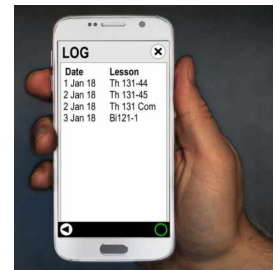 LOG
Date Lesson
1 Jan 18 Th 131-44
2 Jan 18 Th 131-45
2 Jan 18 Th 131 Com
3 Jan 18 Bi121-1